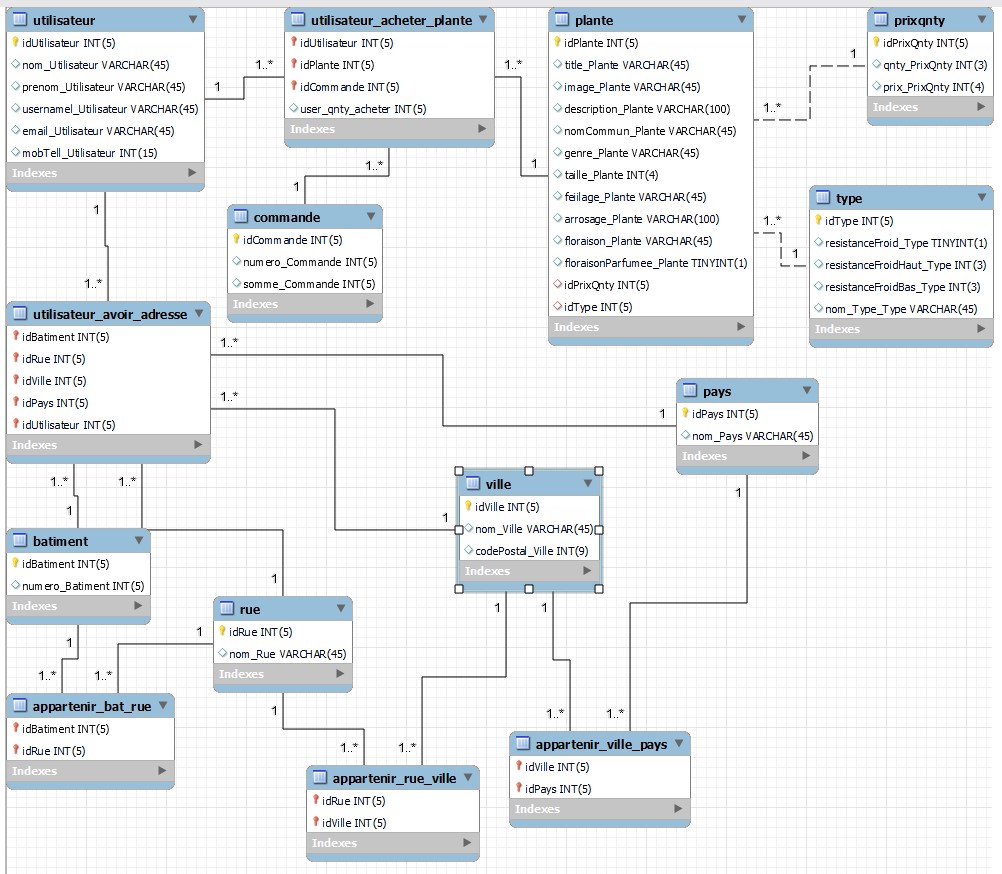 utilisateur
idUtilisateur INT(5)
nom_Utilisateur VARCHAR(45)
prenom_Utilisateur VARCHAR(45)
usernamel_Utilisateur VARCHAR(45)
email_Utilisateur VARCHAR(45)
mobTell_Utilisateur INT(15)
Indexes
1
1..*
utilisateur_acheter_plante
idUtilisateur INT(5)
idPlante INT(5)
idCommande INT(5)
user_qnty_acheter INT(5)
Indexes
1..*
1
plante
idPlante INT(5)
title_Plante VARCHAR(45)
image_Plante VARCHAR(45)
description_Plante VARCHAR(100)
nomCommun_Plante VARCHAR(45)
genre_Plante VARCHAR(45)
taille_Plante INT(4)
feiilage_Plante VARCHAR(45)
arrosage_Plante VARCHAR(100)
floraison_Plante VARCHAR(45)
floraisonParfumee_Plante TINYINT(1)
idPrixQnty INT(5)
idType INT(5)
Indexes
1
1..*
prixqnty
idPrixQnty INT(5)
qnty_PrixQnty INT(3)
prix_PrixQnty INT(4)
Indexes
1..*
1
type
idType INT(5)
resistanceFroid_Type TINYINT(1)
resistanceFroidHaut_Type INT(3)
resistanceFroidBas_Type INT(3)
nom_Type_Type VARCHAR(45)
Indexes
1..*
1
commande
idCommande INT(5)
numero_Commande INT(5)
somme_Commande INT(5)
Indexes
1
1..*
utilisateur_avoir_adresse
idBatiment INT(5)
idRue INT(5)
idVille INT(5)
idPays INT(5)
idUtilisateur INT(5)
Indexes
1..*
1
1..*
1
pays
idPays INT(5)
nom_Pays VARCHAR(45)
Indexes
1
ville
idVille INT(5)
nom_Ville VARCHAR(45)
codePostal_Ville INT(9)
Indexes
1
1
1..*
1..*
1
1
batiment
idBatiment INT(5)
numero_Batiment INT(5)
Indexes
1
1..*
1
1..*
rue
idRue INT(5)
nom_Rue VARCHAR(45)
Indexes
1
1..*
1..*
appartenir_bat_rue
idBatiment INT(5)
idRue INT(5)
Indexes
appartenir_rue_ville
idRue INT(5)
idVille INT(5)
Indexes
1..*
1..*
appartenir_ville_pays
idVille INT(5)
idPays INT(5)
Indexes